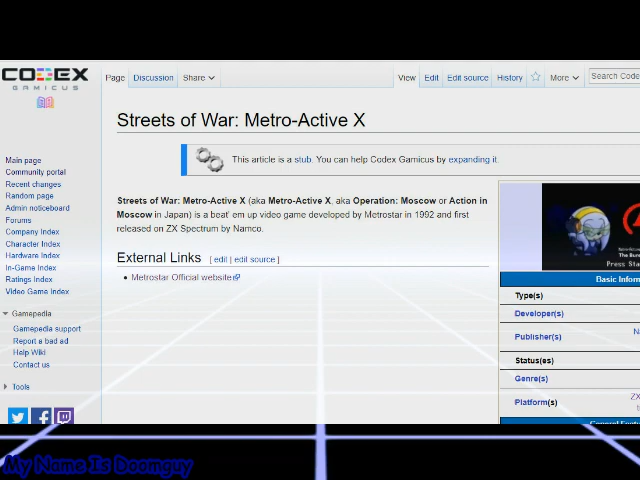 CODEX
GAMICUS
Page Discussion Share View Edit Edit source History More Search Code
Streets of War: Metro-Active X
This article is a stub. You can help Codex Gamicus by expanding it.
Main page
Community portal
Recent changes
Random page
Admin noticeboard
Forums
Company Index
Character Index
Hardware Index
In-Game Index
Ratings Index
Video Game Index
Gamepedia
Gamepedia support
Report a bad ad
Help Wiki
Contact us
Tools
Streets of War: Metro-Active X (aka Metro-Active X, aka Operation: Moscow or Action in
Moscow in Japan) is a beat' em up video game developed by Metrostar in 1992 and first
released on ZX Spectrum by Namco.
External Links [ edit | edit source ]
• Metrostar Official website
Press Sta
Basic Inform
Type(s)
Developer(s)
Publisher(s) N
Status(es)
Genre(s)
Platform(s) ZX
General Featu
My Name Is Doomguy